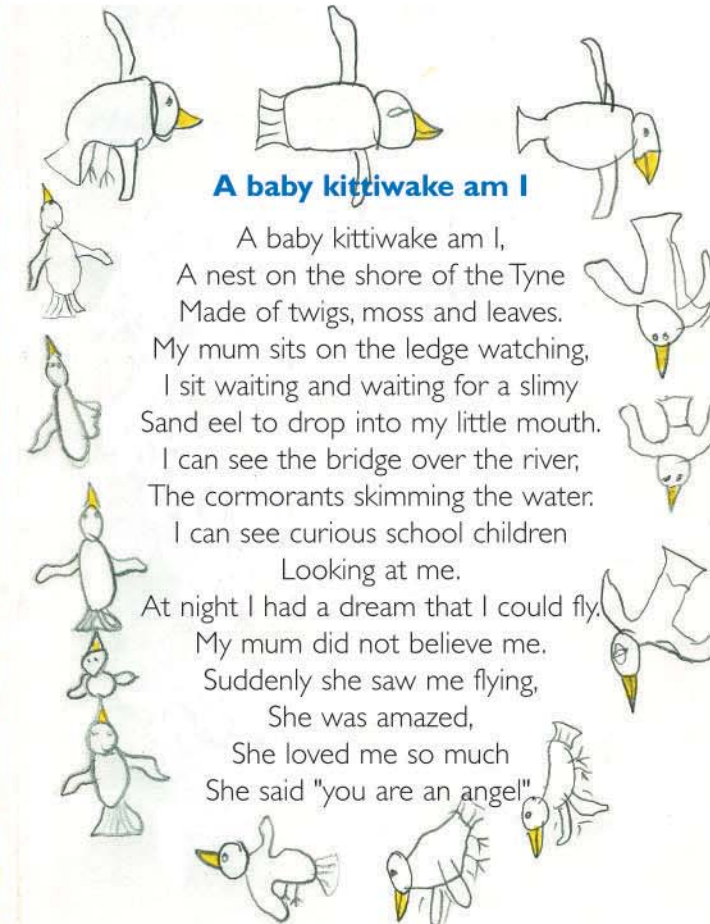 A baby kittiwake am I
A baby kittiwake am I,
A nest on the shore of the Tyne
Made of twigs, moss and leaves.
My mum sits on the ledge watching,
I sit waiting and waiting for a slimy
Sand eel to drop into my little mouth.
I can see the bridge over the river,
The cormorants skimming the water.
I can see curious school children
Looking at me.
At night I had a dream that I could fly.
My mum did not believe me.
Suddenly she saw me flying,
She was amazed,
She loved me so much
She said "you are an angel".